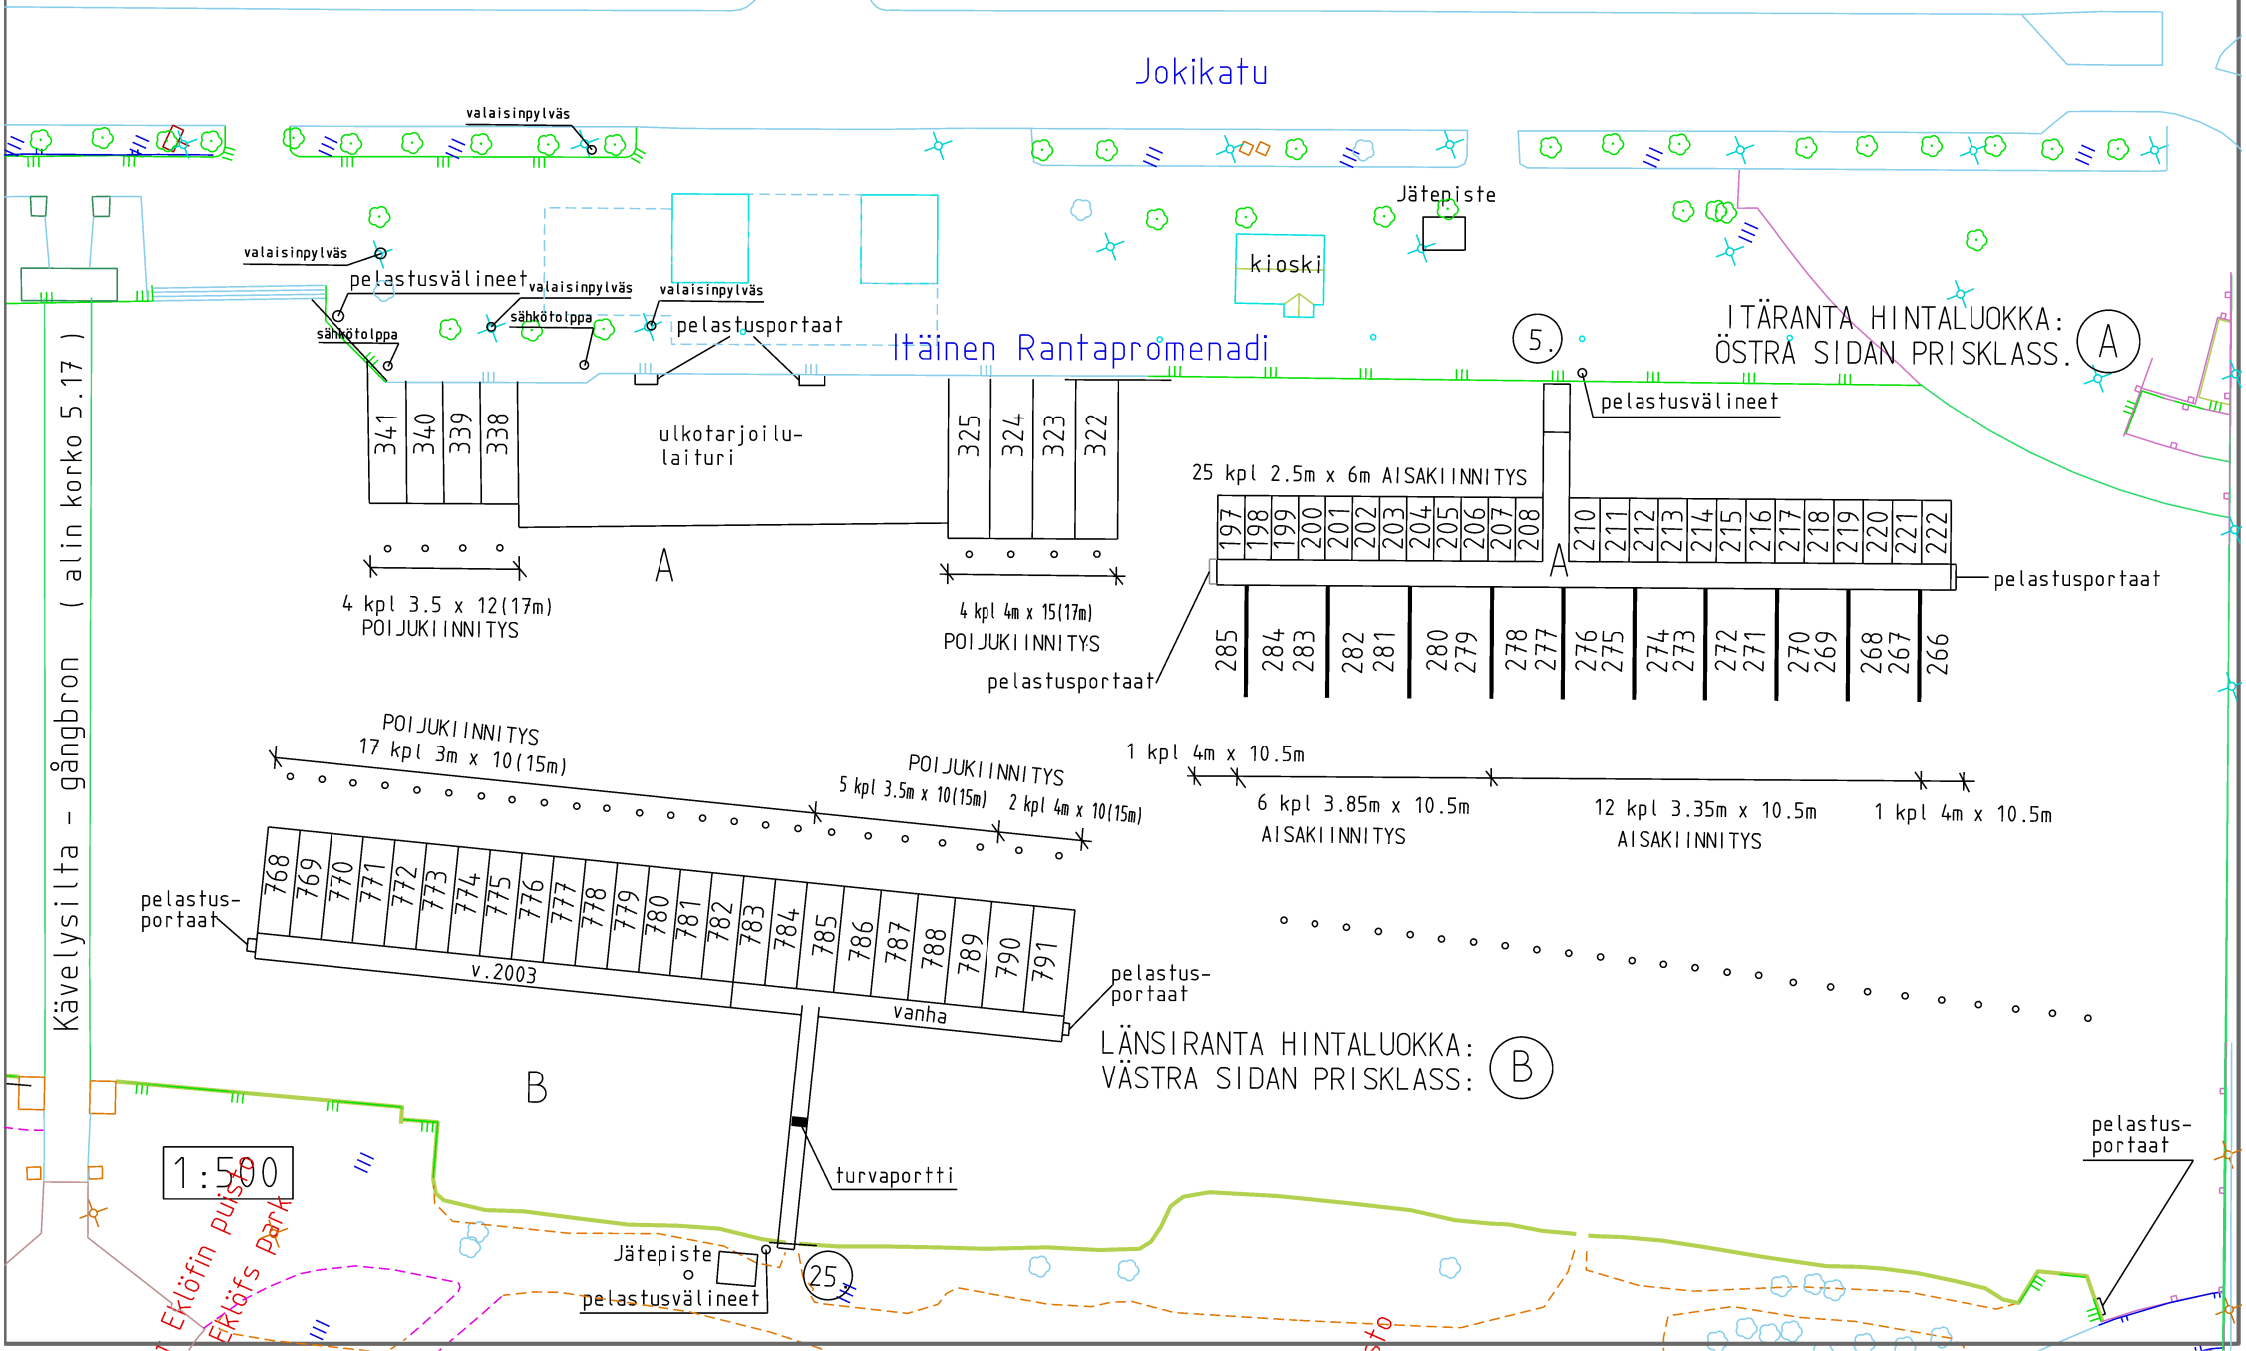 Jokikatu
valaisinpylväs
Jätepiste
valaisinpylväs
pelastusvälineet
valaisinpylväs
valaisinpylväs
kioski
sähkötolppa
sähkötolppa
pelastusportaat
Itäinen Rantapromenadi
5.
ITÄRANTA HINTALUOKKA:
ÖSTRA SIDAN PRISKLASS.
A
pelastusvälineet
341 340 339 338
ulkotarjoilu-
laituri
325 324 323 322
25 kpl 2.5m x 6m AISAKIINNITYS
197 198 199 200 201 202 203 204 205 206 207 208
210 211 212 213 214 215 216 217 218 219 220 221 222
A
A
pelastusportaat
4 kpl 3.5 x 12(17m)
POIJUKIINNITYS
4 kpl 4m x 15(17m)
POIJUKIINNITYS
pelastusportaat
285 284 283 282 281 280 279 278 277 276 275 274 273 272 271 270 269 268 267 266
Kävelysilta - gångbron ( alin korko 5.17 )
POIJUKIINNITYS
17 kpl 3m x 10(15m)
POIJUKIINNITYS
5 kpl 3.5m x 10(15m) 2 kpl 4m x 10(15m)
1 kpl 4m x 10.5m
6 kpl 3.85m x 10.5m
AISAKIINNITYS
12 kpl 3.35m x 10.5m
AISAKIINNITYS
1 kpl 4m x 10.5m
768 769 770 771 772 773 774 775 776 777 778 779 780 781 782 783 784 785 786 787 788 789 790 791
pelastus-
portaat
v.2003
vanha
pelastus-
portaat
LÄNSIRANTA HINTALUOKKA:
VÄSTRA SIDAN PRISKLASS:
B
B
1:500
turvaportti
pelastus-
portaat
Eklöfin puisto
Eklöfs park
Jätepiste
25.
pelastusvälineet